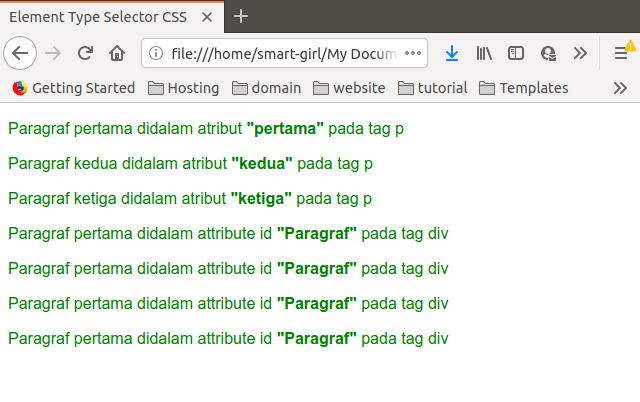 Element Type Selector CSS
file:///home/smart-girl/My Docum
Getting Started Hosting domain website tutorial Templates
Paragraf pertama didalam atribut "pertama" pada tag p
Paragraf kedua didalam atribut "kedua" pada tag p
Paragraf ketiga didalam atribut "ketiga" pada tag p
Paragraf pertama didalam attribute id "Paragraf" pada tag div
Paragraf pertama didalam attribute id "Paragraf" pada tag div
Paragraf pertama didalam attribute id "Paragraf" pada tag div
Paragraf pertama didalam attribute id "Paragraf" pada tag div